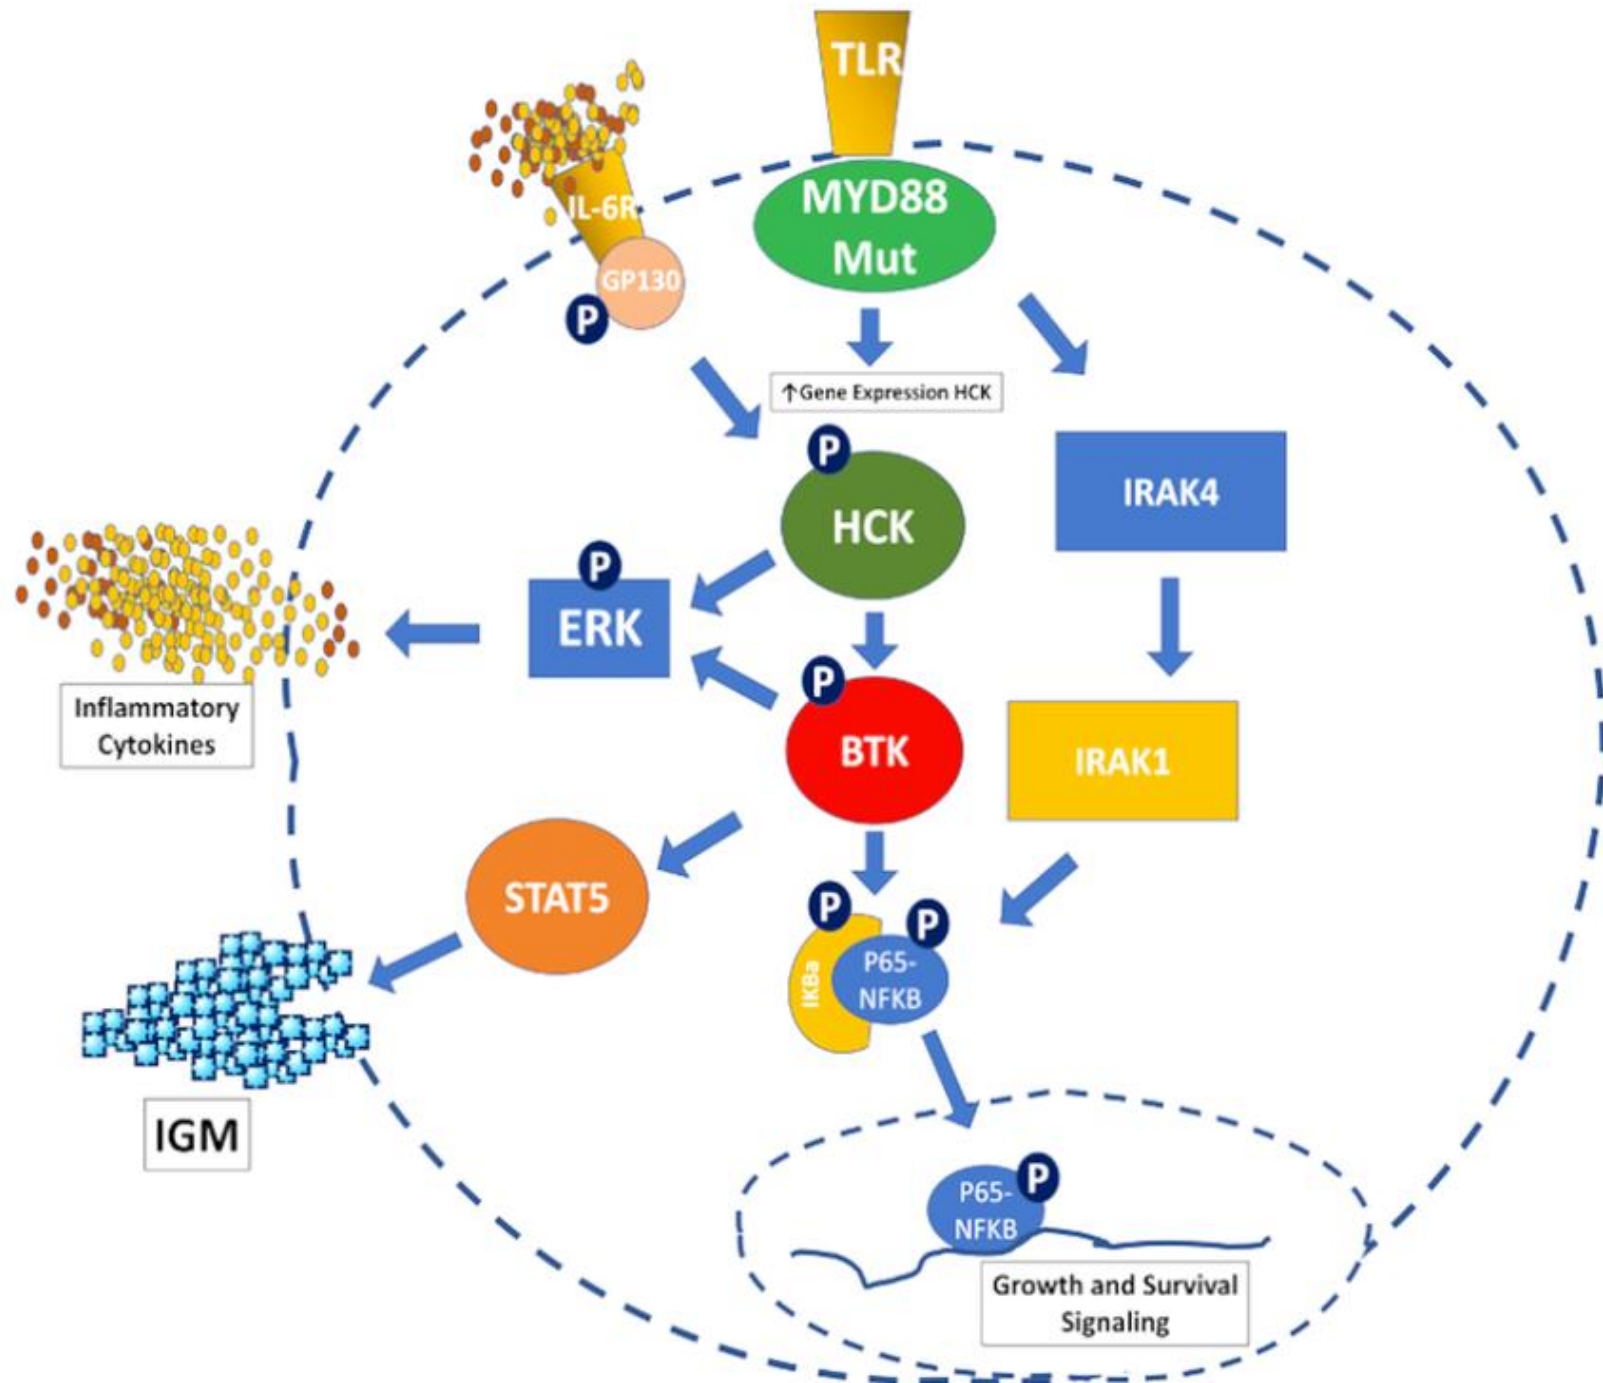 TLR
IL-6R
GP130
P
MYD88
Mut
↑Gene Expression HCK
P
HCK
IRAK4
P
ERK
Inflammatory
Cytokines
P
BTK
IRAK1
STAT5
P
P
IKBa
P65-
NFKB
IGM
P
P65-
NFKB
Growth and Survival
Signaling